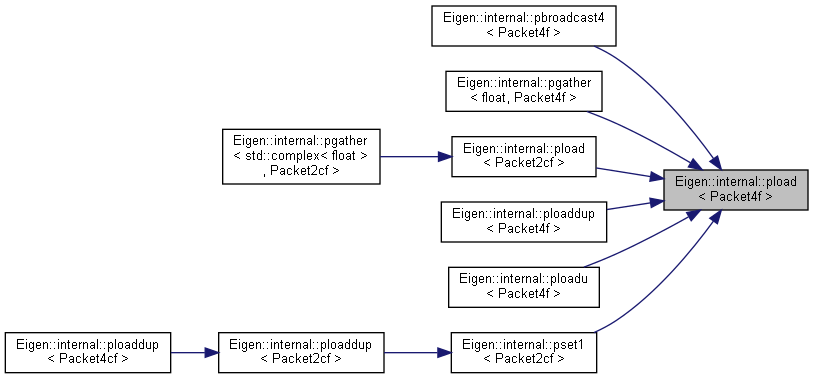 Eigen::internal::pbroadcast4
< Packet4f >
Eigen::internal::pgather
< float, Packet4f >
Eigen::internal::pgather
< std::complex< float >
, Packet2cf >
Eigen::internal::pload
< Packet2cf >
Eigen::internal::pload
< Packet4f >
Eigen::internal::ploaddup
< Packet4f >
Eigen::internal::ploadu
< Packet4f >
Eigen::internal::ploaddup
< Packet4cf >
Eigen::internal::ploaddup
< Packet2cf >
Eigen::internal::pset1
< Packet2cf >